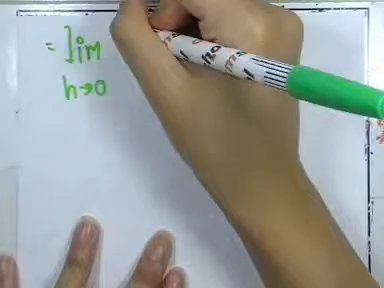 = lim
h→0